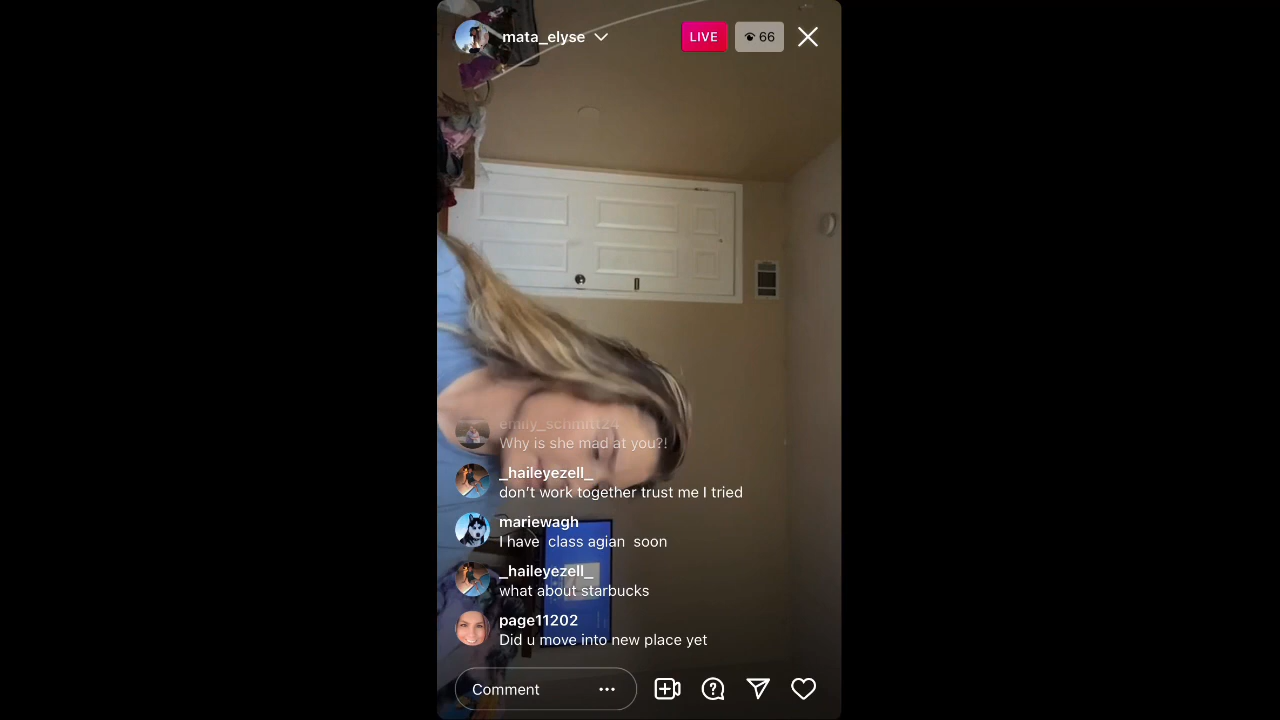 mata_elyse
LIVE
66
emily_schmitt24
Why is she mad at you?!
_haileyezell_
don't work together trust me I tried
mariewagh
I have class agian soon
_haileyezell_
what about starbucks
page11202
Did u move into new place yet
Comment